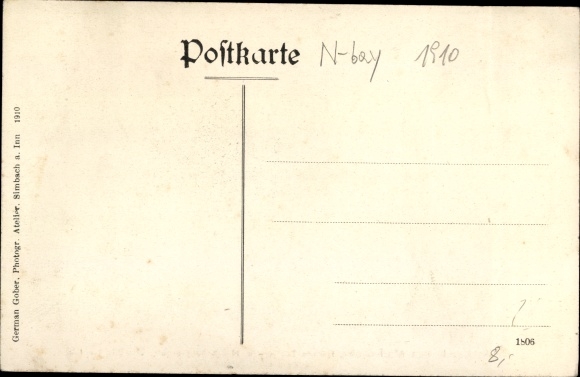 Postkarte N-bay 1910
German Gober, Photogr. Atelier, Simbach a. Inn 1910
1806
8,-